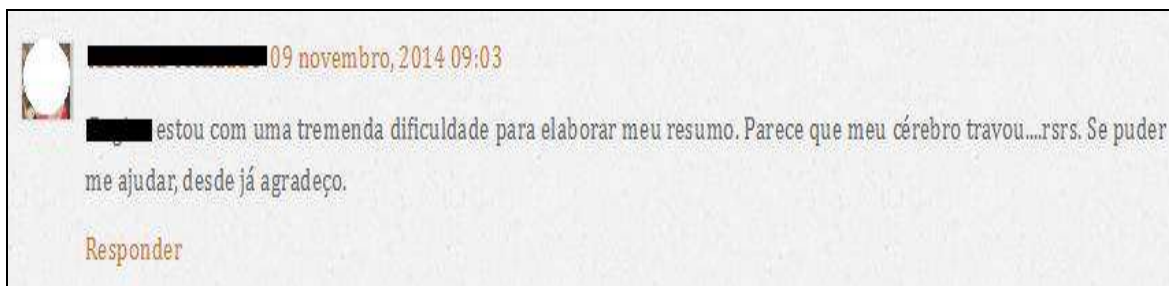 09 novembro, 2014 09:03
estou com uma tremenda dificuldade para elaborar meu resumo. Parece que meu cérebro travou....rsrs. Se puder
me ajudar, desde já agradeço.
Responder